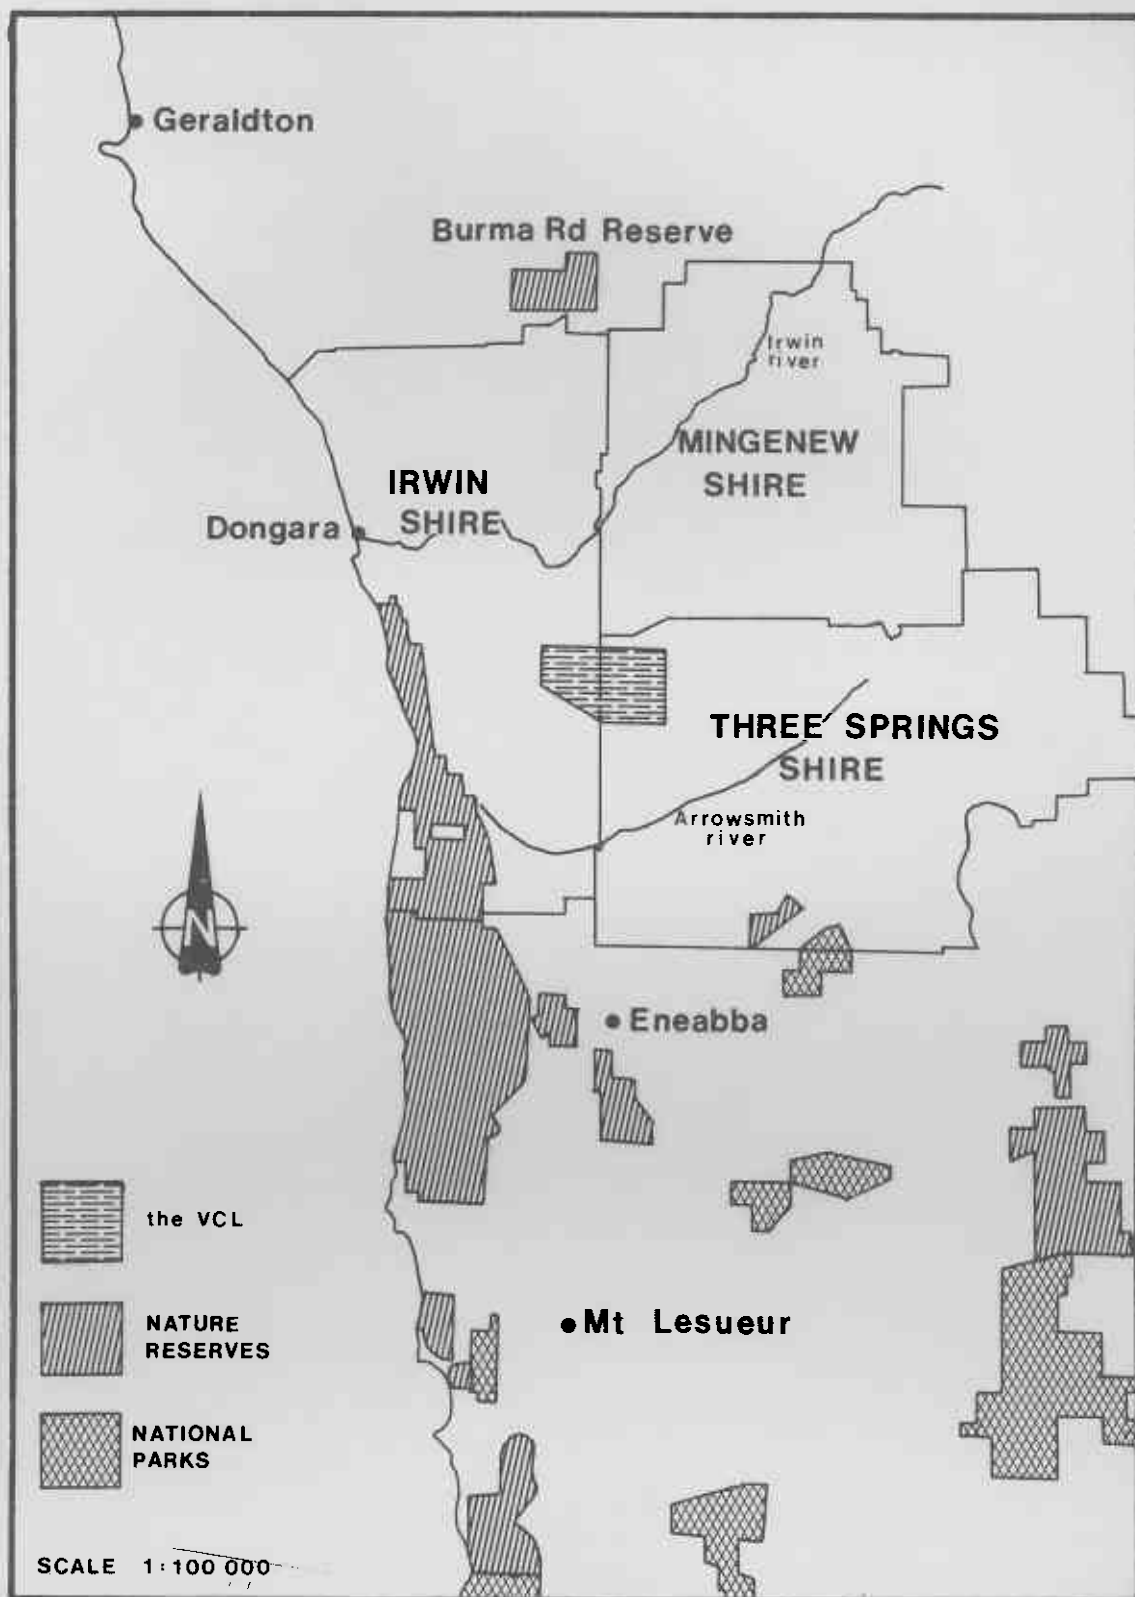 Geraldton
Burma Rd Reserve
Irwin
river
MINGENEW
SHIRE
IRWIN
SHIRE
Dongara
THREE SPRINGS
SHIRE
Arrowsmith
river
N
Eneabba
the VCL
Mt Lesueur
NATURE
RESERVES
NATIONAL
PARKS
SCALE 1:100 000